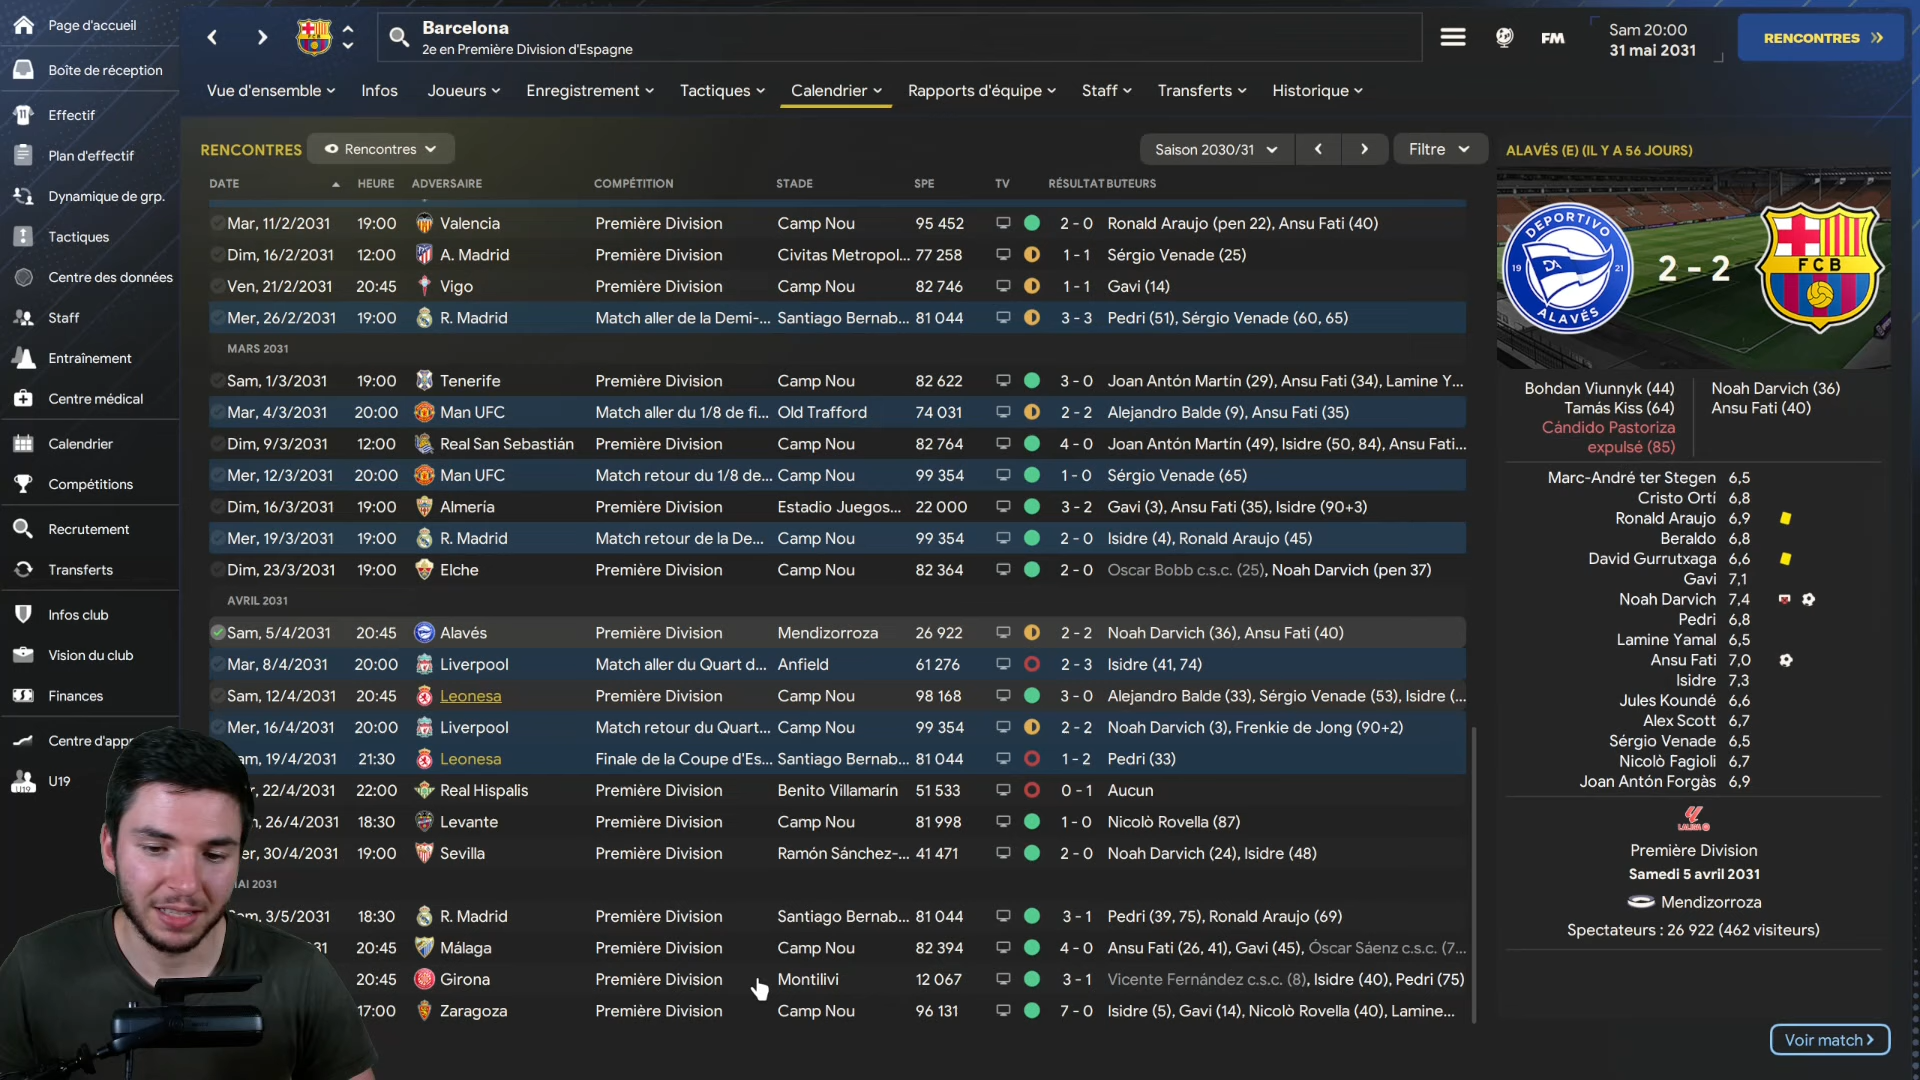 Page d'accueil
Boîte de réception
Effectif
Plan d'effectif
Dynamique de grp.
Tactiques
Centre des données
Staff
Entraînement
Centre médical
Calendrier
Compétitions
Recrutement
Transferts
Infos club
Vision du club
Finances
Centre d'app
U19
U19
Barcelona
2e en Première Division d'Espagne
FM
Sam 20:00
31 mai 2031
RENCONTRES
Vue d'ensemble Infos Joueurs Enregistrement Tactiques Calendrier Rapports d'équipe Staff Transferts Historique
RENCONTRES Rencontres Saison 2030/31 Filtre
DATE HEURE ADVERSAIRE COMPÉTITION STADE SPE TV RÉSULTAT BUTEURS
Mar, 11/2/2031 19:00 Valencia Première Division Camp Nou 95 452 2 - 0 Ronald Araujo (pen 22), Ansu Fati (40)
Dim, 16/2/2031 12:00 A. Madrid Première Division Civitas Metropol... 77 258 1 - 1 Sérgio Venade (25)
Ven, 21/2/2031 20:45 Vigo Première Division Camp Nou 82 746 1 - 1 Gavi (14)
Mer, 26/2/2031 19:00 R. Madrid Match aller de la Demi-... Santiago Bernab... 81 044 3 - 3 Pedri (51), Sérgio Venade (60, 65)
MARS 2031
Sam, 1/3/2031 19:00 Tenerife Première Division Camp Nou 82 622 3 - 0 Joan Antón Martín (29), Ansu Fati (34), Lamine Y...
Mar, 4/3/2031 20:00 Man UFC Match aller du 1/8 de fi... Old Trafford 74 031 2 - 2 Alejandro Balde (9), Ansu Fati (35)
Dim, 9/3/2031 12:00 Real San Sebastián Première Division Camp Nou 82 764 4 - 0 Joan Antón Martín (49), Isidre (50, 84), Ansu Fati...
Mer, 12/3/2031 20:00 Man UFC Match retour du 1/8 de... Camp Nou 99 354 1 - 0 Sérgio Venade (65)
Dim, 16/3/2031 19:00 Almería Première Division Estadio Juegos... 22 000 3 - 2 Gavi (3), Ansu Fati (35), Isidre (90+3)
Mer, 19/3/2031 19:00 R. Madrid Match retour de la De... Camp Nou 99 354 2 - 0 Isidre (4), Ronald Araujo (45)
Dim, 23/3/2031 19:00 Elche Première Division Camp Nou 82 364 2 - 0 Oscar Bobb c.s.c. (25), Noah Darvich (pen 37)
AVRIL 2031
Sam, 5/4/2031 20:45 Alavés Première Division Mendizorroza 26 922 2 - 2 Noah Darvich (36), Ansu Fati (40)
Mar, 8/4/2031 20:00 Liverpool Match aller du Quart d... Anfield 61 276 2 - 3 Isidre (41, 74)
Sam, 12/4/2031 20:45 Leonesa Première Division Camp Nou 98 168 3 - 0 Alejandro Balde (33), Sérgio Venade (53), Isidre (...
Mer, 16/4/2031 20:00 Liverpool Match retour du Quart... Camp Nou 99 354 2 - 2 Noah Darvich (3), Frenkie de Jong (90+2)
am, 19/4/2031 21:30 Leonesa Finale de la Coupe d'Es... Santiago Bernab... 81 044 1 - 2 Pedri (33)
r, 22/4/2031 22:00 Real Hispalis Première Division Benito Villamarín 51 533 0 - 1 Aucun
26/4/2031 18:30 Levante Première Division Camp Nou 81 998 1 - 0 Nicolò Rovella (87)
er, 30/4/2031 19:00 Sevilla Première Division Ramón Sánchez-... 41 471 2 - 0 Noah Darvich (24), Isidre (48)
AI 2031
3/5/2031 18:30 R. Madrid Première Division Santiago Bernab... 81 044 3 - 1 Pedri (39, 75), Ronald Araujo (69)
20:45 Málaga Première Division Camp Nou 82 394 4 - 0 Ansu Fati (26, 41), Gavi (45), Óscar Sáenz c.s.c. (7...
20:45 Girona Première Division Montilivi 12 067 3 - 1 Vicente Fernández c.s.c. (8), Isidre (40), Pedri (75)
17:00 Zaragoza Première Division Camp Nou 96 131 7 - 0 Isidre (5), Gavi (14), Nicolò Rovella (40), Lamine...
ALAVÉS (E) (IL Y A 56 JOURS)
DEPORTIVO
19 DA 21
ALAVÉS
2 - 2
FCB
Bohdan Viunnyk (44)
Tamás Kiss (64)
Cándido Pastoriza
expulsé (85)
Noah Darvich (36)
Ansu Fati (40)
Marc-André ter Stegen 6,5
Cristo Ortí 6,8
Ronald Araujo 6,9
Beraldo 6,8
David Gurrutxaga 6,6
Gavi 7,1
Noah Darvich 7,4
Pedri 6,8
Lamine Yamal 6,5
Ansu Fati 7,0
Isidre 7,3
Jules Koundé 6,6
Alex Scott 6,7
Sérgio Venade 6,5
Nicolò Fagioli 6,7
Joan Antón Forgàs 6,9
LALIGA
Première Division
Samedi 5 avril 2031
Mendizorroza
Spectateurs : 26 922 (462 visiteurs)
Voir match